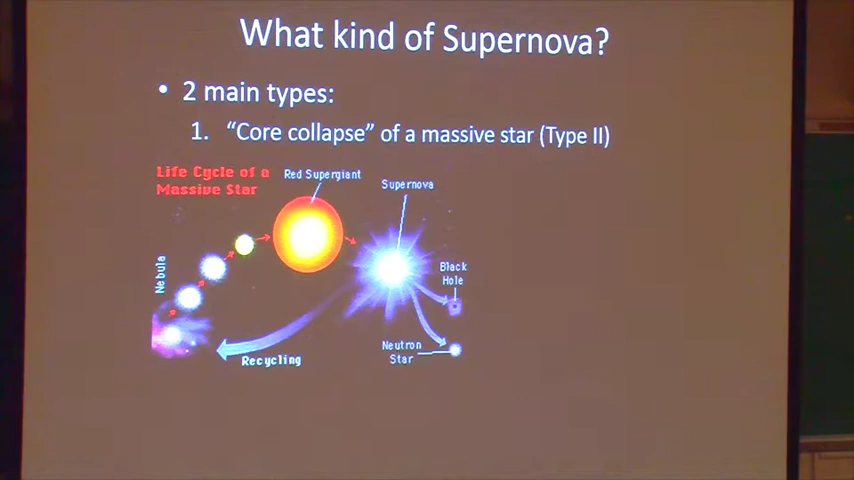 What kind of Supernova?
• 2 main types:
1. “Core collapse” of a massive star (Type II)
Life Cycle of a
Massive Star
Red Supergiant
Supernova
Nebula
Black
Hole
Neutron
Star
Recycling